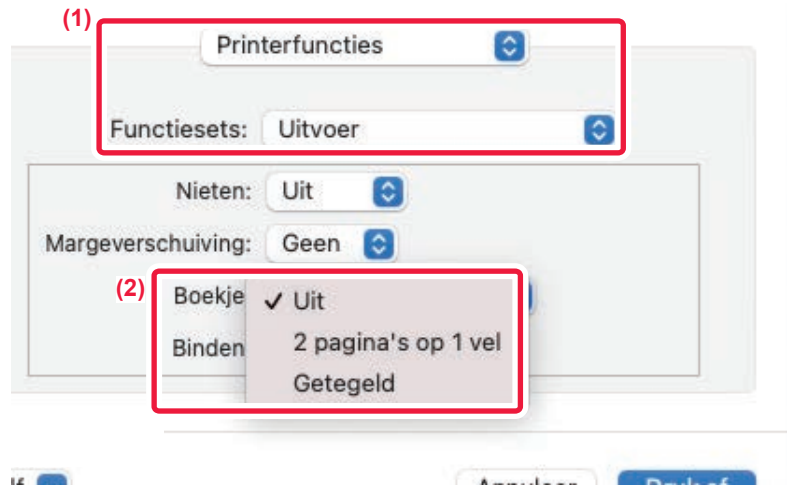 (1)
Printerfuncties
Functiesets: Uitvoer
Nieten: Uit
Margeverschuiving: Geen
(2)
Boekje ✓ Uit
2 pagina's op 1 vel
Binden
Getegeld